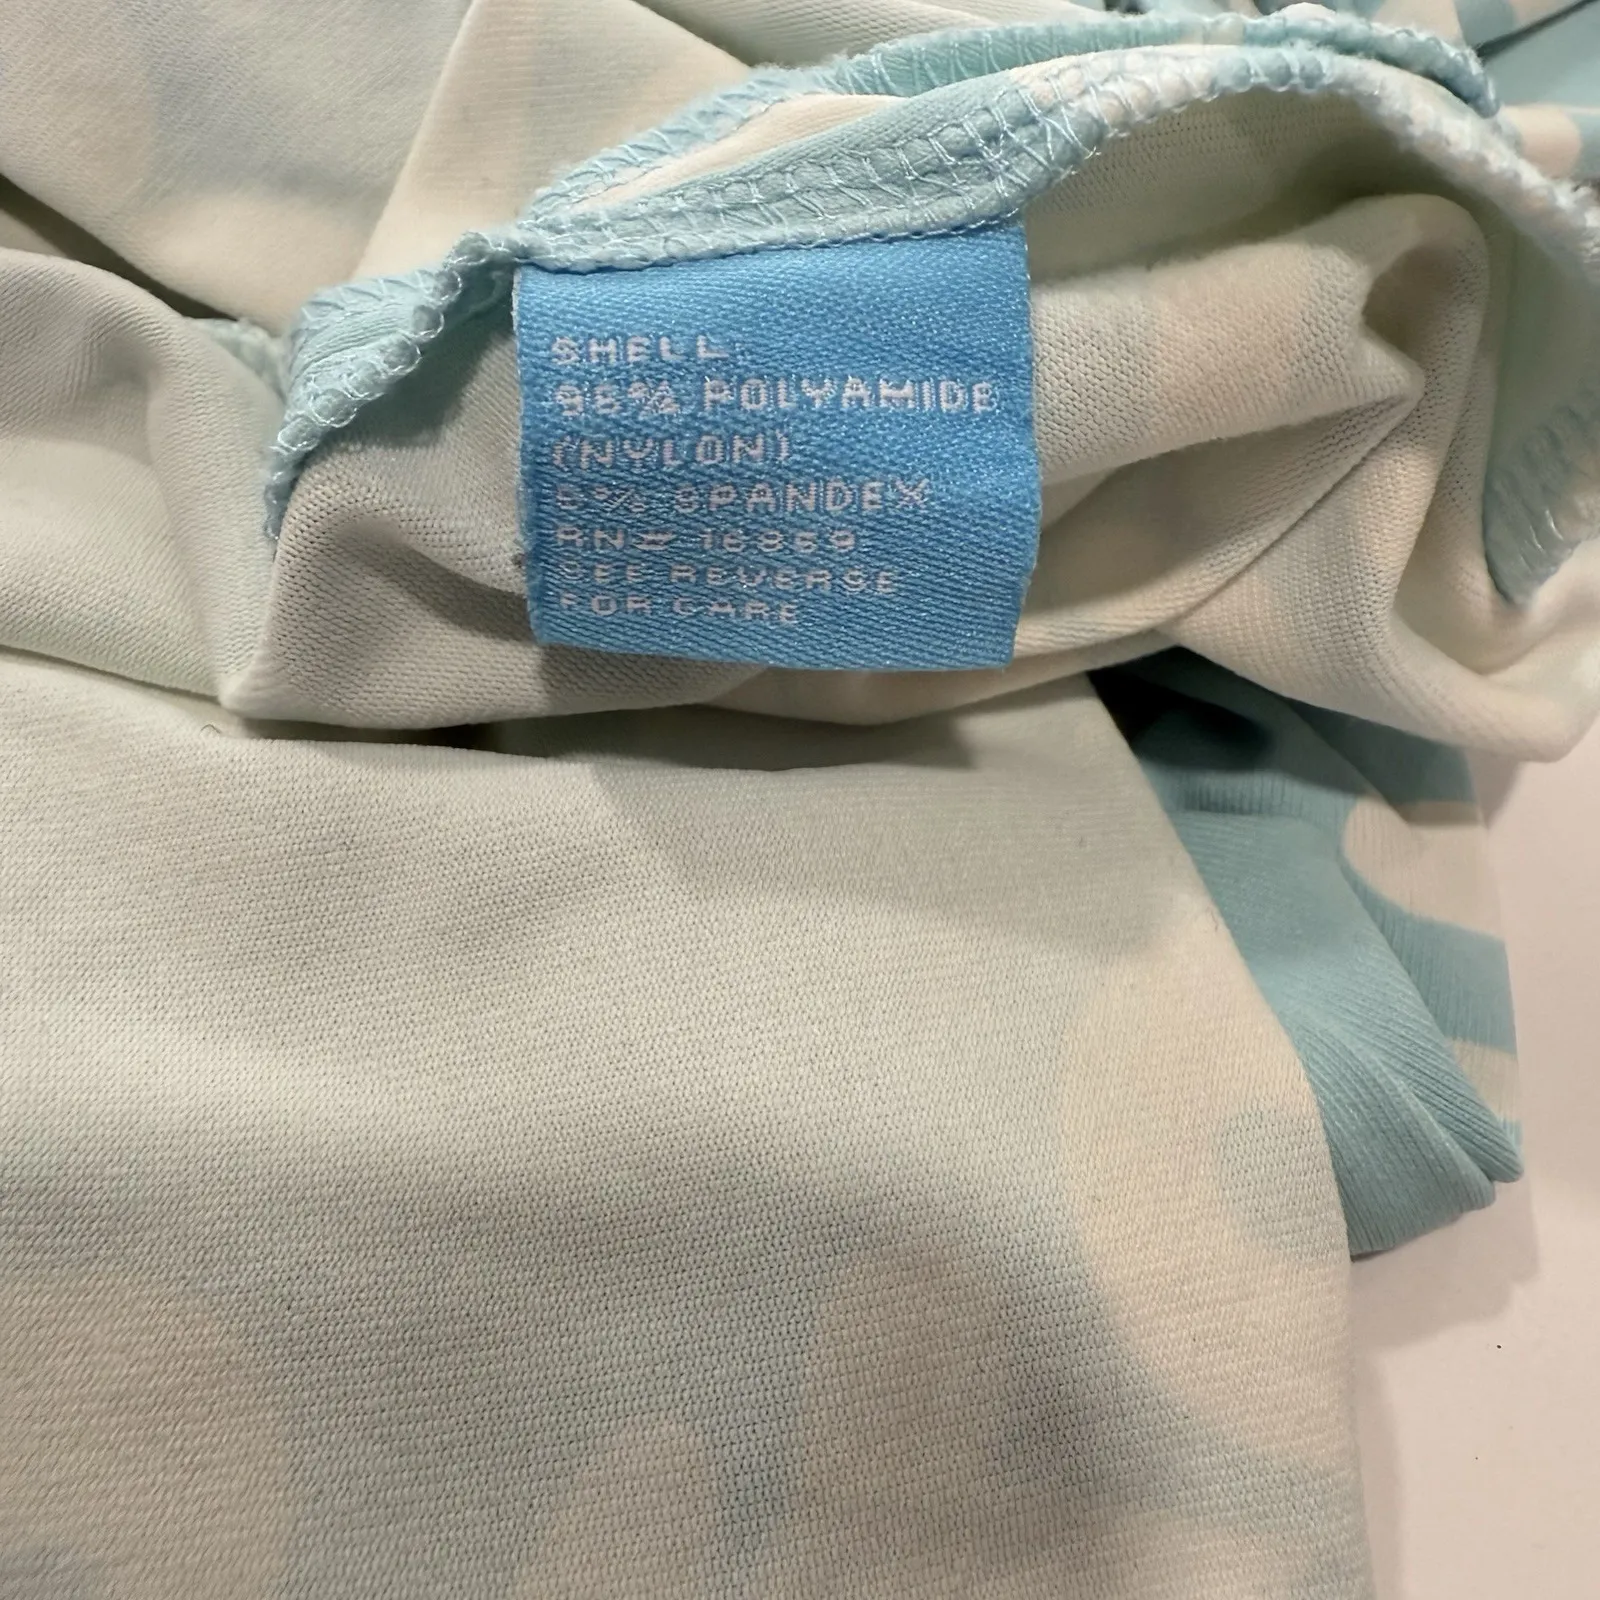 SHELL
95% POLYAMIDE
(NYLON)
5% SPANDEX
RN# 16869
SEE REVERSE
FOR CARE